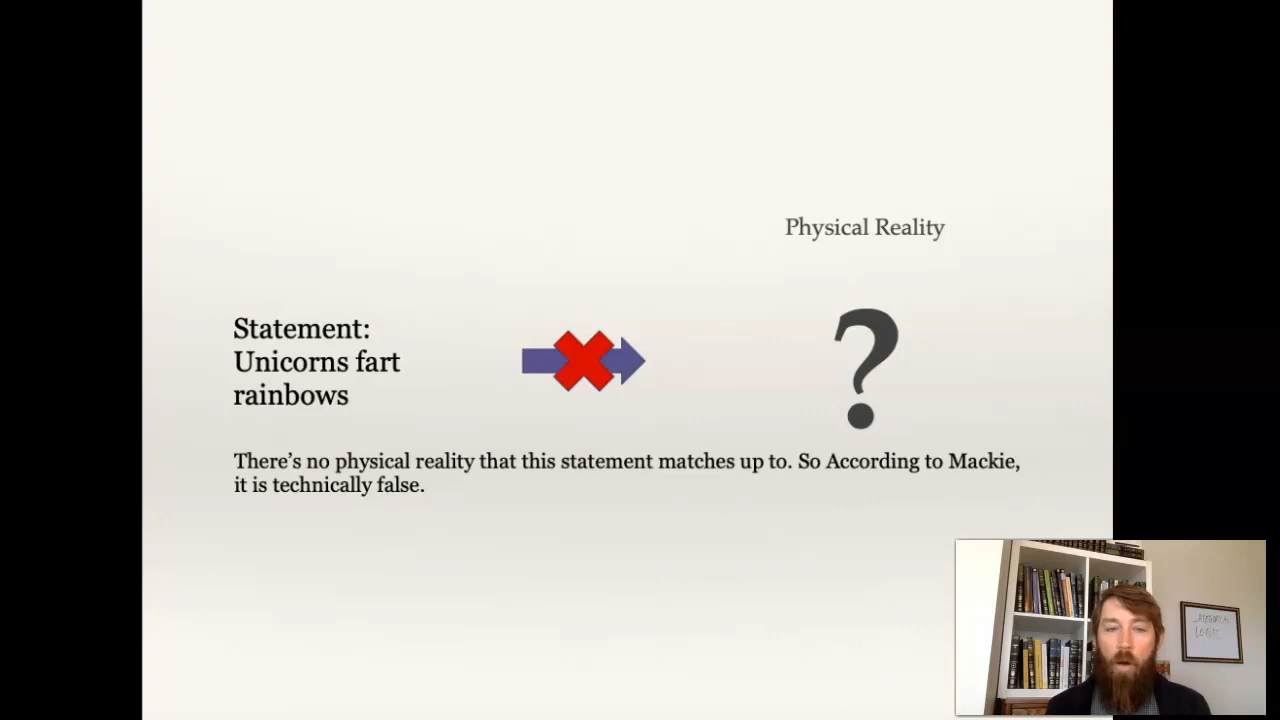 Physical Reality
Statement:
Unicorns fart
rainbows
?
There's no physical reality that this statement matches up to. So According to Mackie,
it is technically false.
LOGIC